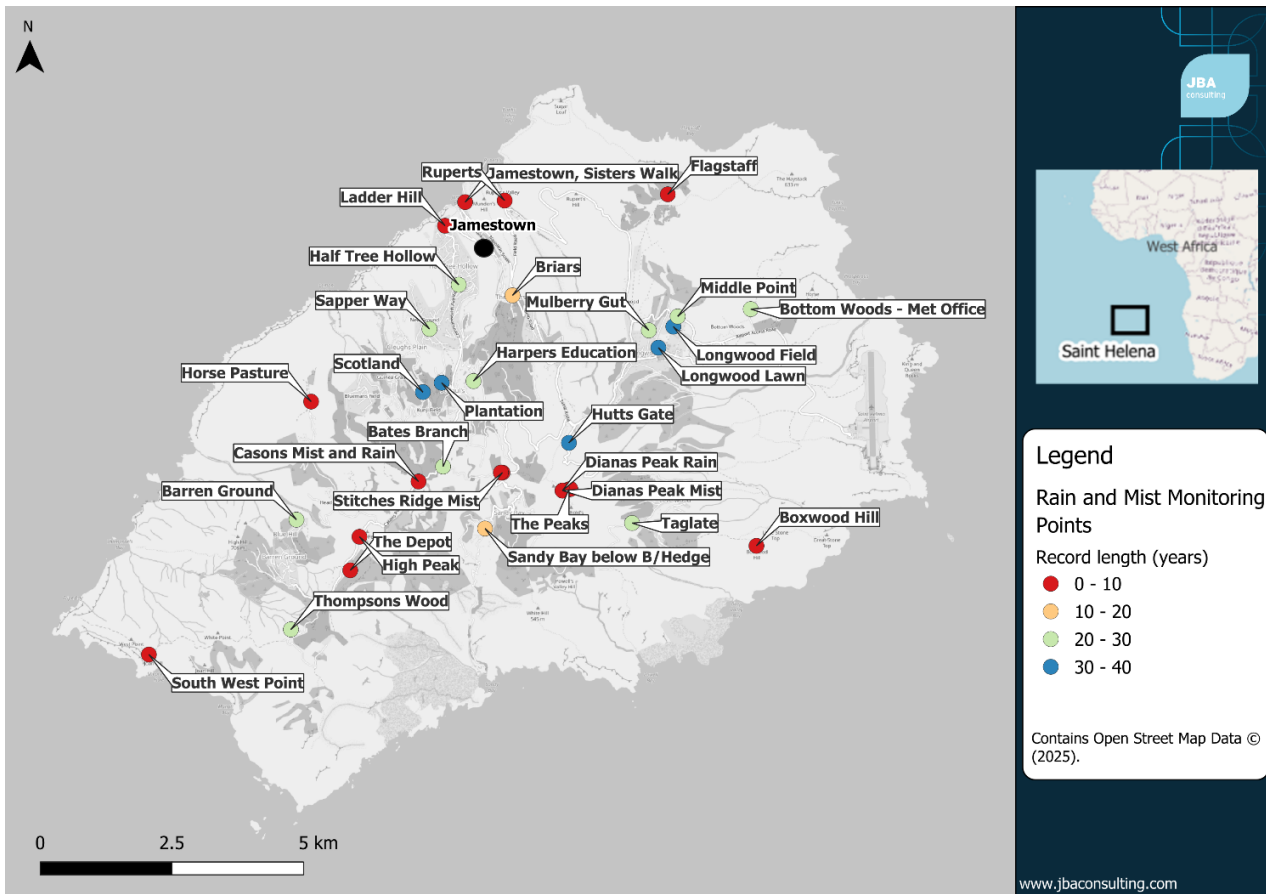 N
JBA
consulting
Ruperts
Jamestown, Sisters Walk
Flagstaff
Ladder Hill
Jamestown
Half Tree Hollow
Briars
Sapper Way
Mulberry Gut
Middle Point
Bottom Woods - Met Office
Longwood Field
Longwood Lawn
Harpers Education
Scotland
Horse Pasture
Plantation
Hutts Gate
Bates Branch
Casons Mist and Rain
Stitches Ridge Mist
Dianas Peak Rain
Dianas Peak Mist
The Peaks
Barren Ground
Taglate
Boxwood Hill
The Depot
High Peak
Sandy Bay below B/Hedge
Thompsons Wood
South West Point
0 2.5 5 km
West Africa
Saint Helena
Legend
Rain and Mist Monitoring
Points
Record length (years)
0 - 10
10 - 20
20 - 30
30 - 40
Contains Open Street Map Data ©
(2025).
www.jbaconsulting.com